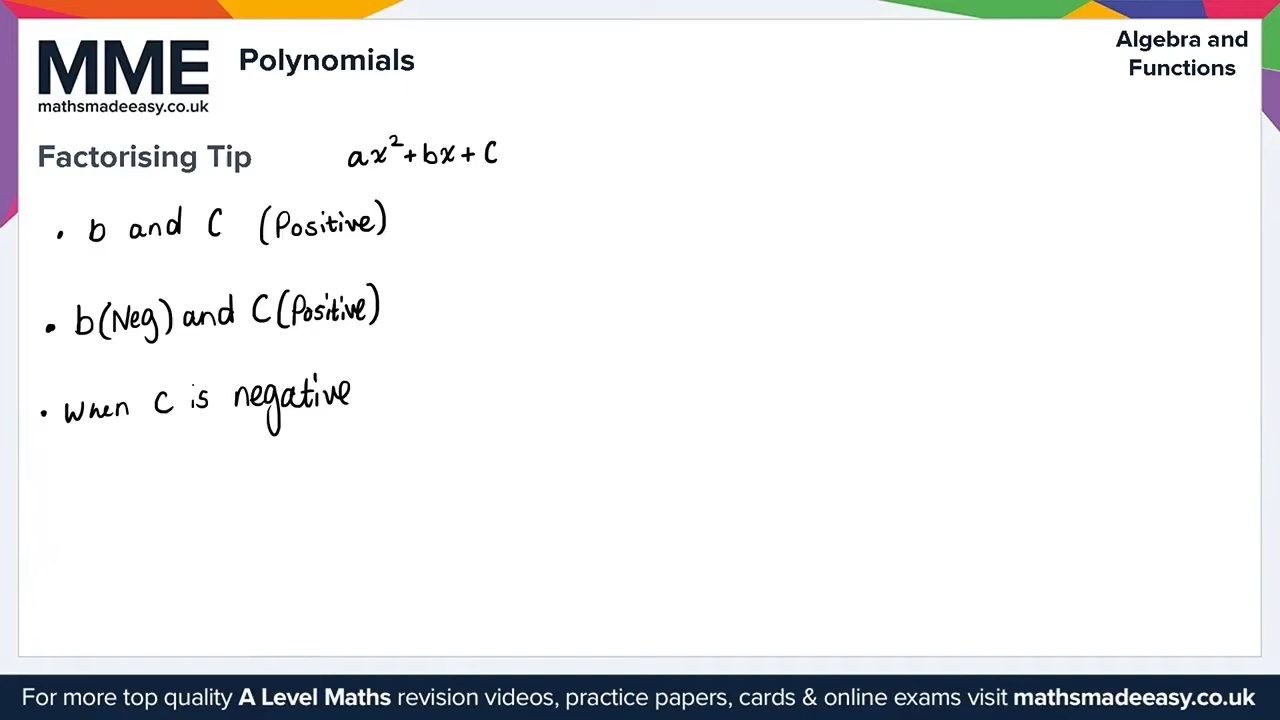 MME
mathsmadeeasy.co.uk
Polynomials
Algebra and
Functions
Factorising Tip
ax²+bx+c
• b and c (Positive)
• b(Neg) and c(Positive)
• When c is negative
For more top quality A Level Maths revision videos, practice papers, cards & online exams visit mathsmadeeasy.co.uk